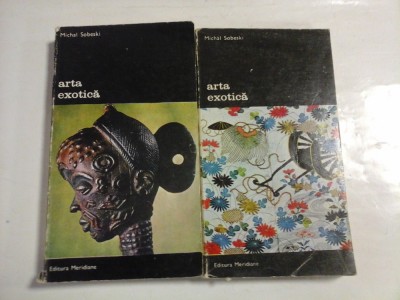 Michal Sobeski
arta
exotică
Editura Meridiane
Michal Sobeski
arta
exotică
Editura Meridiane